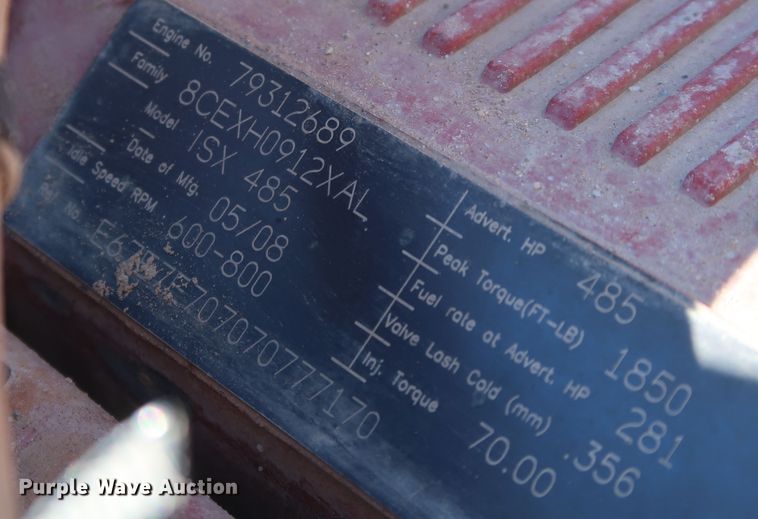 Engine No. 79312689
Family 8CEXH0912XAL
Model ISX 485
Date of Mfg. 05/08
Idle Speed RPM 600-800
No.
Advert. HP 485
Peak Torque(FT-LB) 1850
Fuel rate at Advert. HP 281
Valve Lash Cold (mm) .356
Inj. Torque 70.00
Purple Wave Auction